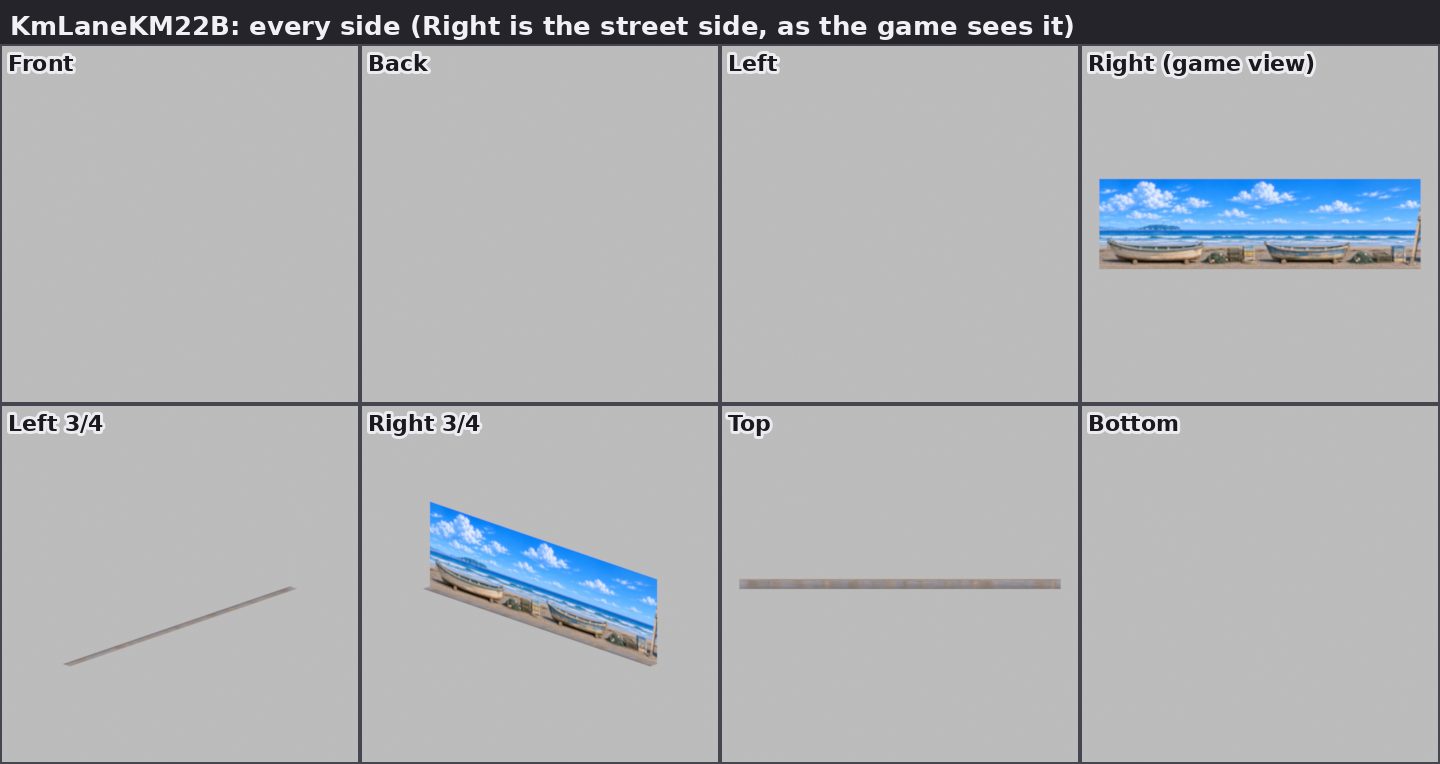 KmLaneKM22B: every side (Right is the street side, as the game sees it)
Front
Back
Left
Right (game view)
Left 3/4
Right 3/4
Top
Bottom